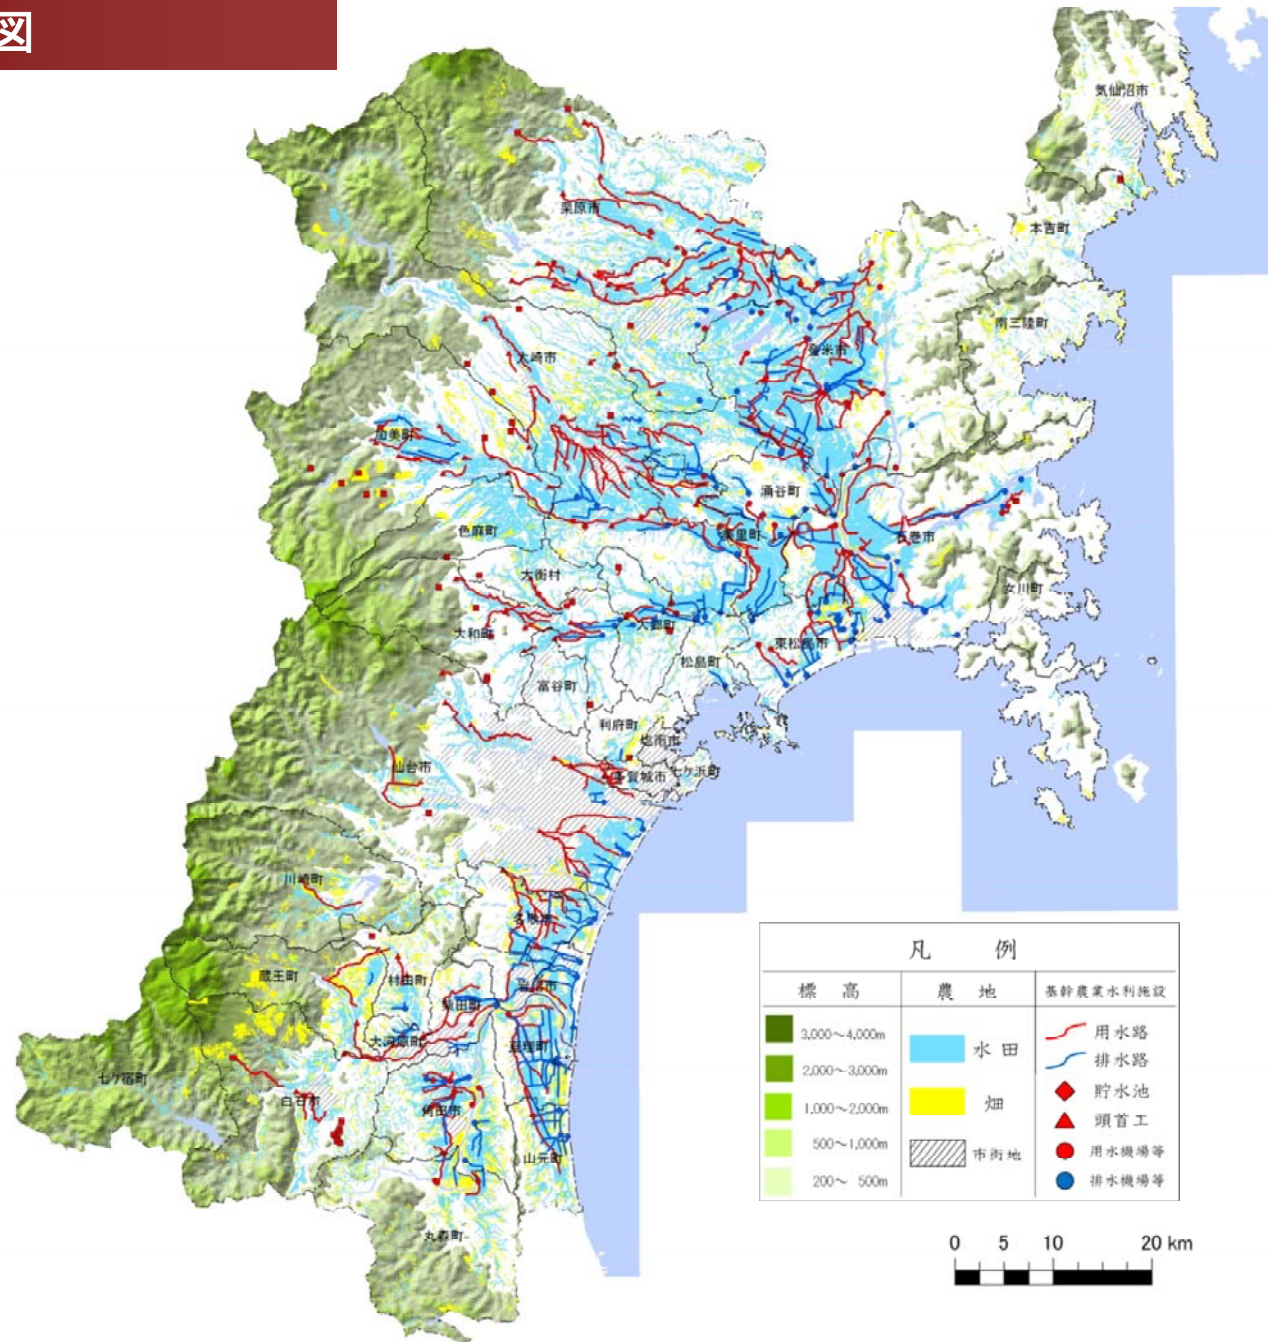 図
気仙沼市
栗原市
本吉町
南三陸町
登米市
大崎市
加美町
涌谷町
色麻町
美里町
石巻市
大衡村
女川町
大和町
大郷町
東松島市
松島町
富谷町
利府町
塩竈市
仙台市
多賀城市
七ケ浜町
川崎町
名取市
蔵王町
村田町
岩沼市
柴田町
大河原町
亘理町
七ケ宿町
白石市
角田市
山元町
丸森町
凡 例
標 高
農 地
基幹農業水利施設
3,000～4,000m
2,000～3,000m
1,000～2,000m
500～1,000m
200～ 500m
水 田
畑
市街地
用水路
排水路
貯水池
頭首工
用水機場等
排水機場等
0 5 10 20 km